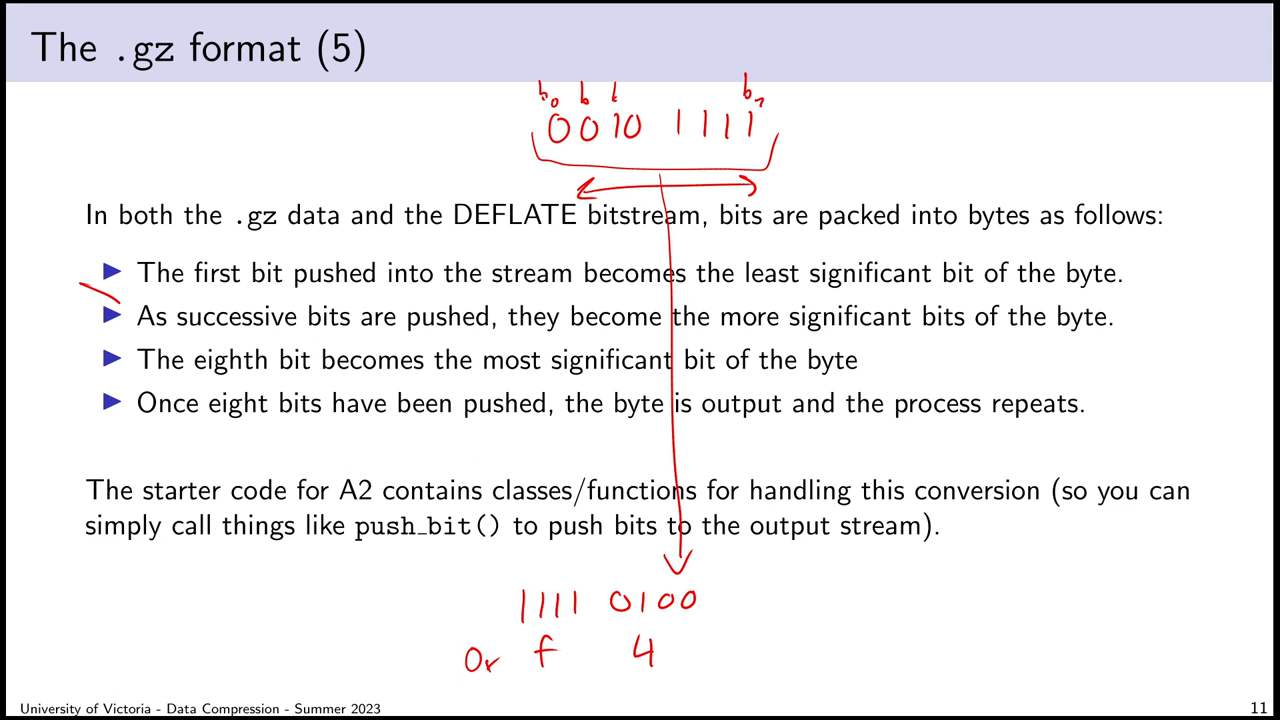 The .gz format (5)
b0 b b7
0010 1111
In both the .gz data and the DEFLATE bitstream, bits are packed into bytes as follows:
The first bit pushed into the stream becomes the least significant bit of the byte.
As successive bits are pushed, they become the more significant bits of the byte.
The eighth bit becomes the most significant bit of the byte
Once eight bits have been pushed, the byte is output and the process repeats.
The starter code for A2 contains classes/functions for handling this conversion (so you can
simply call things like push_bit() to push bits to the output stream).
1111 0100
0x f 4
University of Victoria - Data Compression - Summer 2023 11